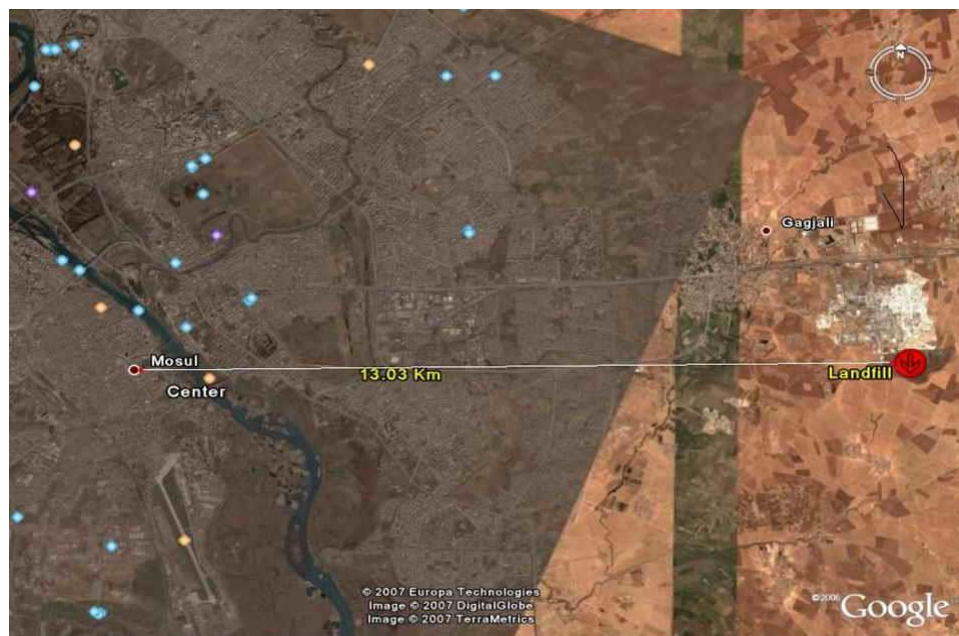 N
Gagjali
Mosul
13.03 Km
Landfill
Center
© 2007 Europa Technologies
Image © 2007 DigitalGlobe
Image © 2007 TerraMetrics
©2006 Google